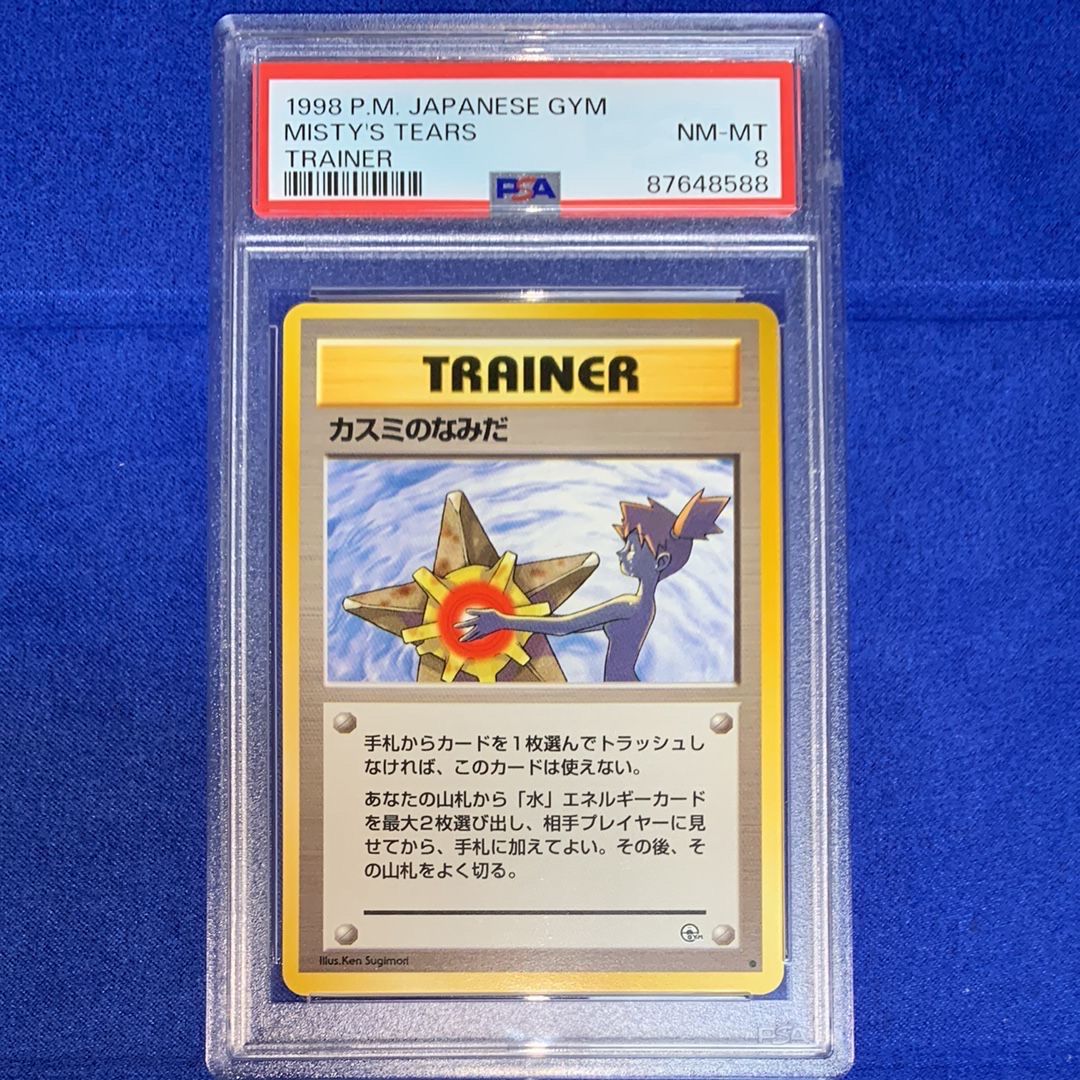 1998 P.M. JAPANESE GYM
MISTY'S TEARS NM-MT
TRAINER 8
PSA 87648588
TRAINER
カスミのなみだ
手札からカードを1枚選んでトラッシュし
なければ、このカードは使えない。
あなたの山札から「水」エネルギーカード
を最大2枚選び出し、相手プレイヤーに見
せてから、手札に加えてよい。その後、そ
の山札をよく切る。
GYM
Illus.Ken Sugimori
PSA